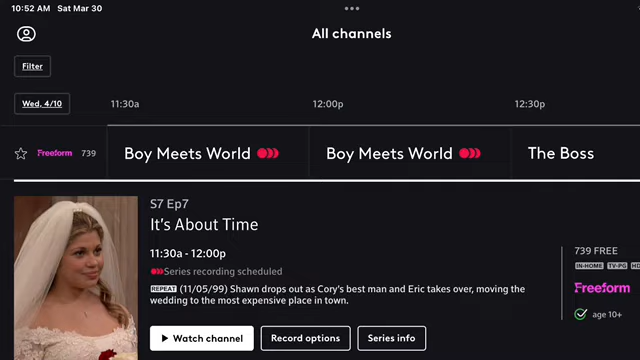 10:52 AM Sat Mar 30
All channels
Filter
Wed, 4/10
11:30a
12:00p
12:30p
Freeform 739
Boy Meets World
Boy Meets World
The Boss
S7 Ep7
It's About Time
11:30a - 12:00p
Series recording scheduled
REPEAT (11/05/99) Shawn drops out as Cory's best man and Eric takes over, moving the
wedding to the most expensive place in town.
Watch channel
Record options
Series info
739 FREE
IN-HOME TV-PG HD
Freeform
age 10+